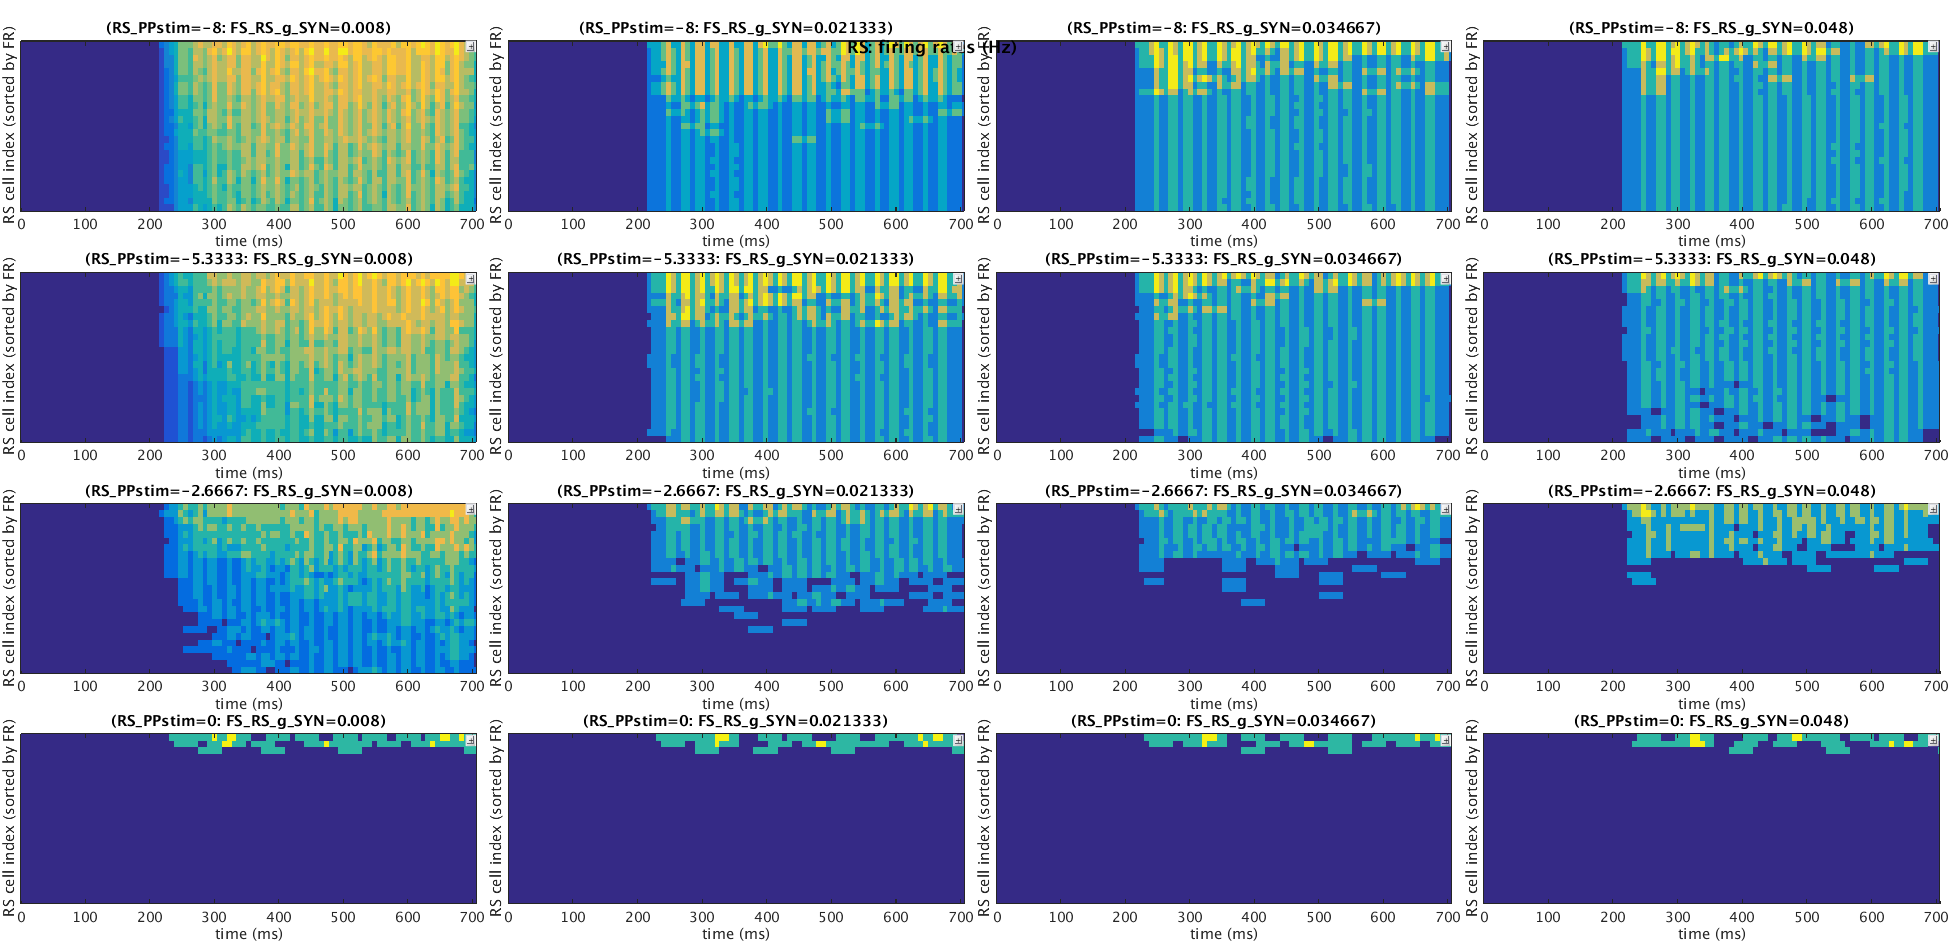 (RS_PPstim=−8: FS_RS_g_SYN=0.008) (RS_PPstim=−8: FS_RS_g_SYN=0.021333) (RS_PPstim=−8: FS_RS_g_SYN=0.034667) (RS_PPstim=−8: FS_RS_g_SYN=0.048)
RS: firing ra s (Hz)
RS cell index (sorted by FR) RS cell index (sorted by FR) RS cell index (sorted by FR) RS cell index (sorted by FR)
0 100 200 300 400 500 600 700 0 100 200 300 400 500 600 700 0 100 200 300 400 500 600 700 0 100 200 300 400 500 600 700
time (ms) time (ms) time (ms) time (ms)
(RS_PPstim=−5.3333: FS_RS_g_SYN=0.008) (RS_PPstim=−5.3333: FS_RS_g_SYN=0.021333) (RS_PPstim=−5.3333: FS_RS_g_SYN=0.034667) (RS_PPstim=−5.3333: FS_RS_g_SYN=0.048)
RS cell index (sorted by FR) RS cell index (sorted by FR) RS cell index (sorted by FR) RS cell index (sorted by FR)
0 100 200 300 400 500 600 700 0 100 200 300 400 500 600 700 0 100 200 300 400 500 600 700 0 100 200 300 400 500 600 700
time (ms) time (ms) time (ms) time (ms)
(RS_PPstim=−2.6667: FS_RS_g_SYN=0.008) (RS_PPstim=−2.6667: FS_RS_g_SYN=0.021333) (RS_PPstim=−2.6667: FS_RS_g_SYN=0.034667) (RS_PPstim=−2.6667: FS_RS_g_SYN=0.048)
RS cell index (sorted by FR) RS cell index (sorted by FR) RS cell index (sorted by FR) RS cell index (sorted by FR)
0 100 200 300 400 500 600 700 0 100 200 300 400 500 600 700 0 100 200 300 400 500 600 700 0 100 200 300 400 500 600 700
time (ms) time (ms) time (ms) time (ms)
(RS_PPstim=0: FS_RS_g_SYN=0.008) (RS_PPstim=0: FS_RS_g_SYN=0.021333) (RS_PPstim=0: FS_RS_g_SYN=0.034667) (RS_PPstim=0: FS_RS_g_SYN=0.048)
RS cell index (sorted by FR) RS cell index (sorted by FR) RS cell index (sorted by FR) RS cell index (sorted by FR)
0 100 200 300 400 500 600 700 0 100 200 300 400 500 600 700 0 100 200 300 400 500 600 700 0 100 200 300 400 500 600 700
time (ms) time (ms) time (ms) time (ms)